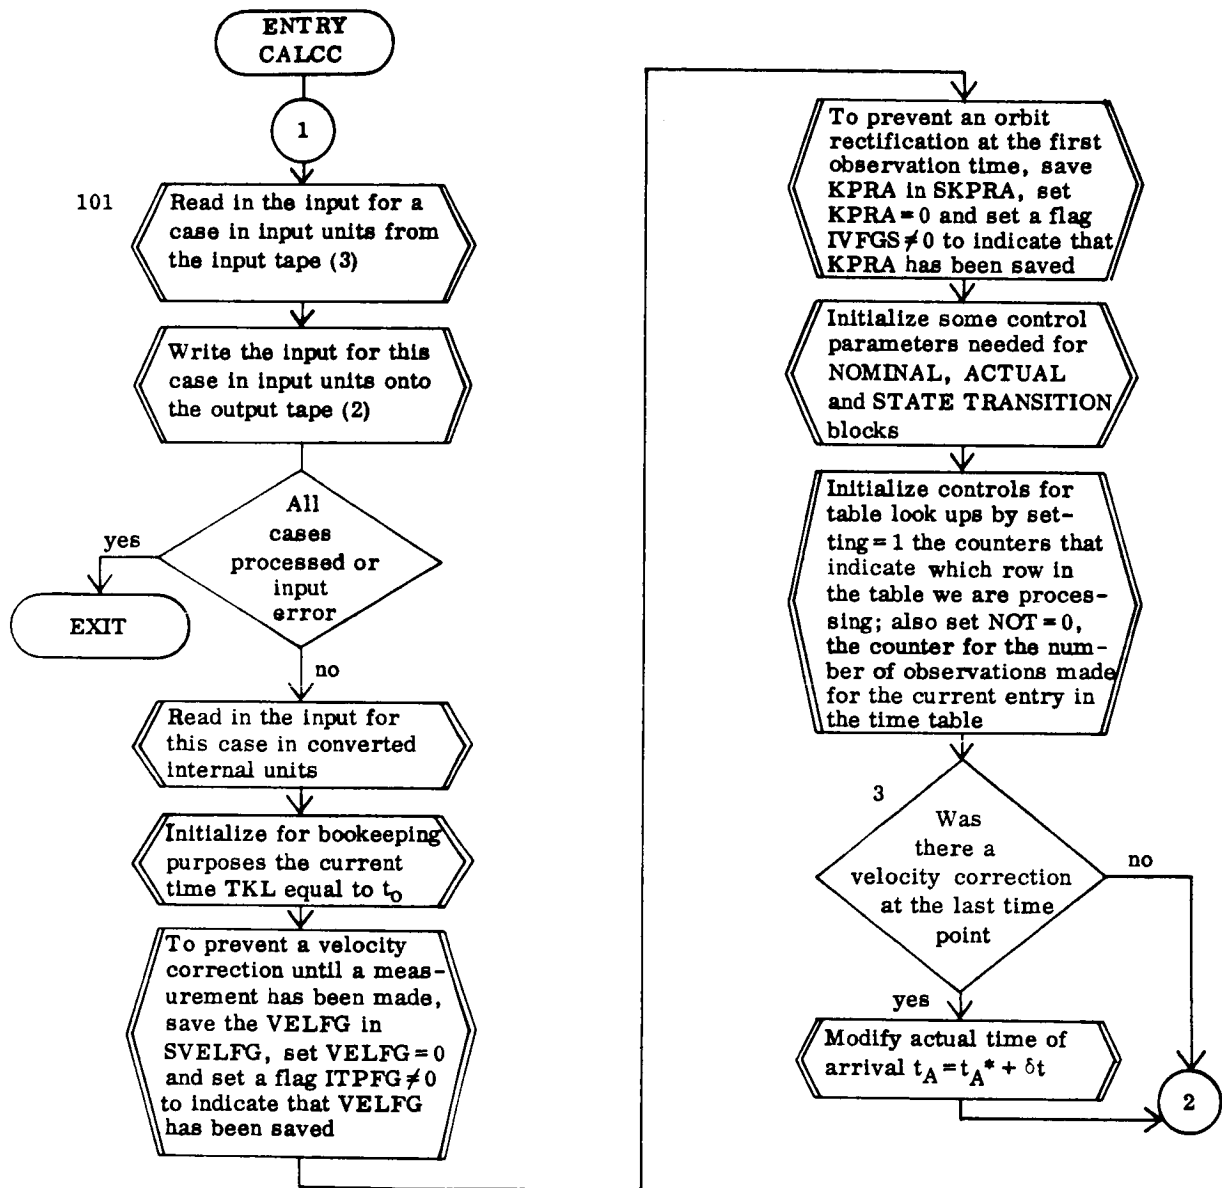 ENTRY
CALCC
1
101
Read in the input for a
case in input units from
the input tape (3)
Write the input for this
case in input units onto
the output tape (2)
All
cases
processed or
input
error
yes
EXIT
no
Read in the input for
this case in converted
internal units
Initialize for bookeeping
purposes the current
time TKL equal to t₀
To prevent a velocity
correction until a meas-
urement has been made,
save the VELFG in
SVELFG, set VELFG = 0
and set a flag ITPFG ≠ 0
to indicate that VELFG
has been saved
To prevent an orbit
rectification at the first
observation time, save
KPRA in SKPRA, set
KPRA = 0 and set a flag
IVFGS ≠ 0 to indicate that
KPRA has been saved
Initialize some control
parameters needed for
NOMINAL, ACTUAL
and STATE TRANSITION
blocks
Initialize controls for
table look ups by set-
ting = 1 the counters that
indicate which row in
the table we are proces-
sing; also set NOT = 0,
the counter for the num-
ber of observations made
for the current entry in
the time table
3
Was
there a
velocity correction
at the last time
point
no
yes
Modify actual time of
arrival t_A = t_A* + δt
2